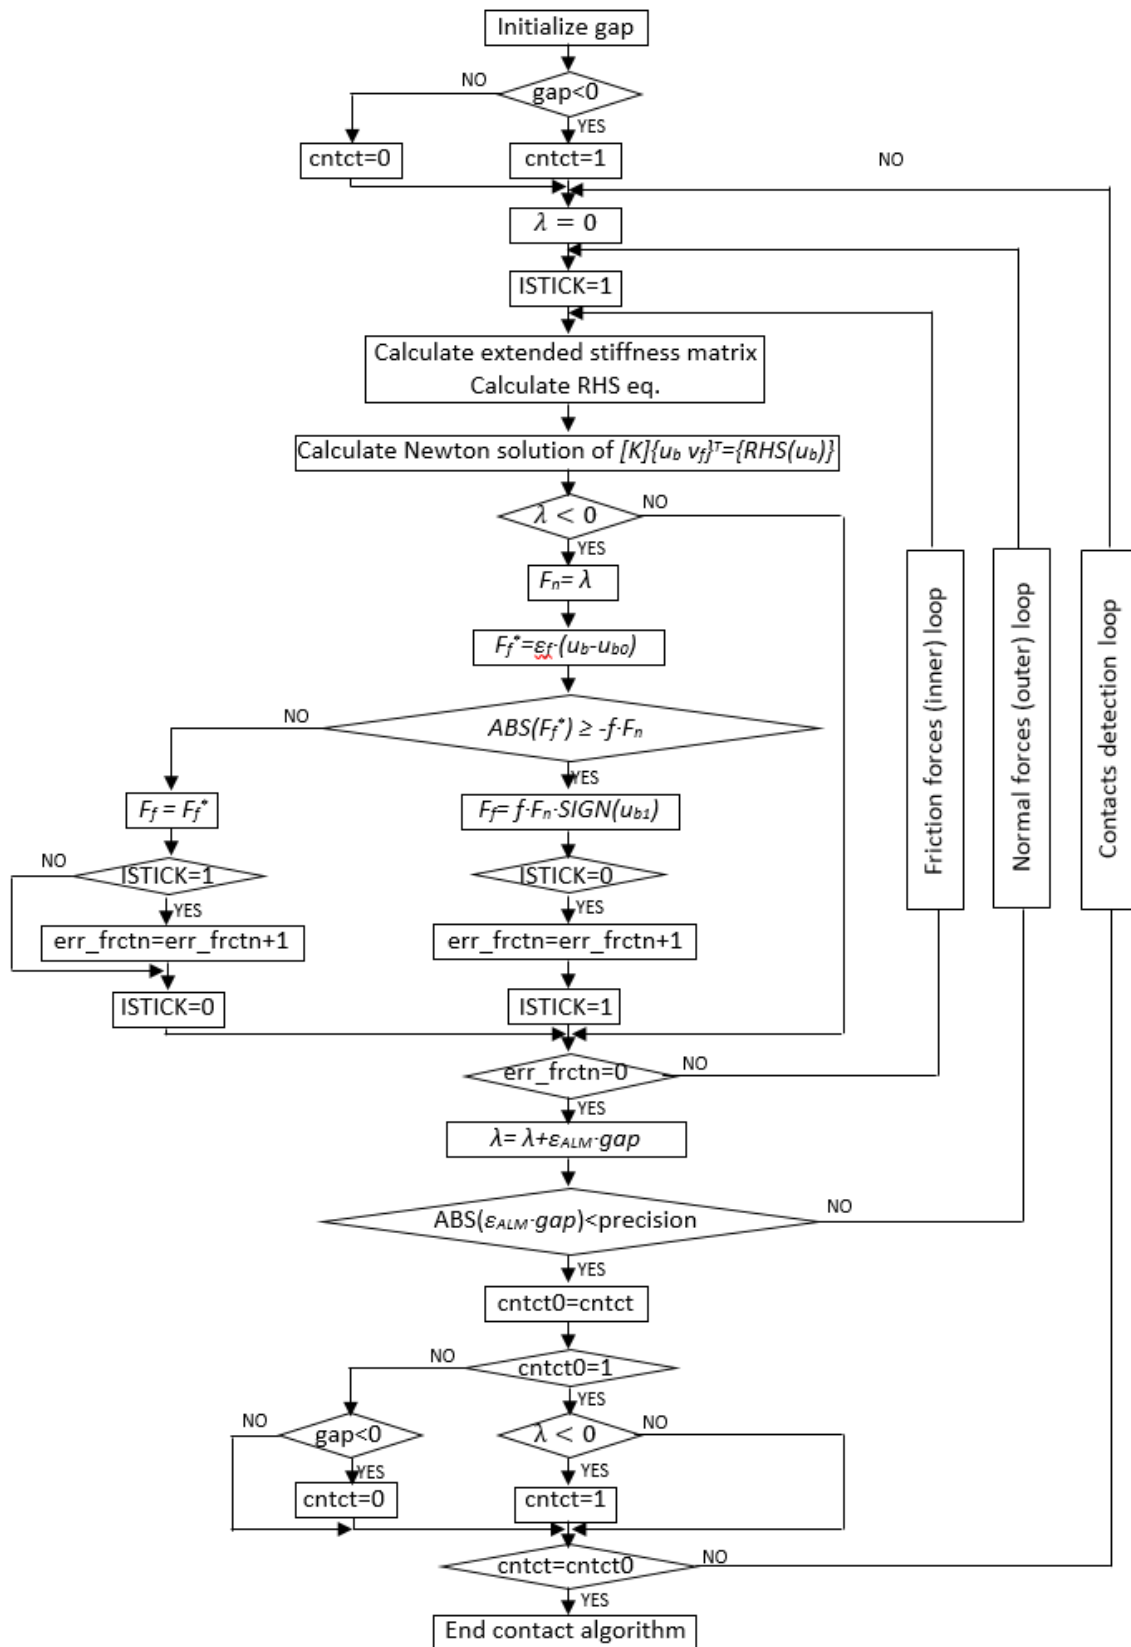 Initialize gap
NO
gap<0
YES
cntct=0
cntct=1
NO
λ = 0
ISTICK=1
Calculate extended stiffness matrix
Calculate RHS eq.
Calculate Newton solution of [K]{u_b v_f}^T={RHS(u_b)}
λ < 0
NO
YES
F_n= λ
F_f^*=ε_f·(u_b-u_b0)
NO
ABS(F_f^*) ≥ -f·F_n
YES
F_f = F_f^*
F_f= f·F_n·SIGN(u_b1)
NO
ISTICK=1
ISTICK=0
YES
YES
err_frctn=err_frctn+1
err_frctn=err_frctn+1
ISTICK=0
ISTICK=1
Friction forces (inner) loop
Normal forces (outer) loop
Contacts detection loop
err_frctn=0
NO
YES
λ= λ+ε_ALM·gap
ABS(ε_ALM·gap)<precision
NO
YES
cntct0=cntct
NO
cntct0=1
YES
NO
gap<0
λ < 0
NO
YES
YES
cntct=0
cntct=1
cntct=cntct0
NO
YES
End contact algorithm